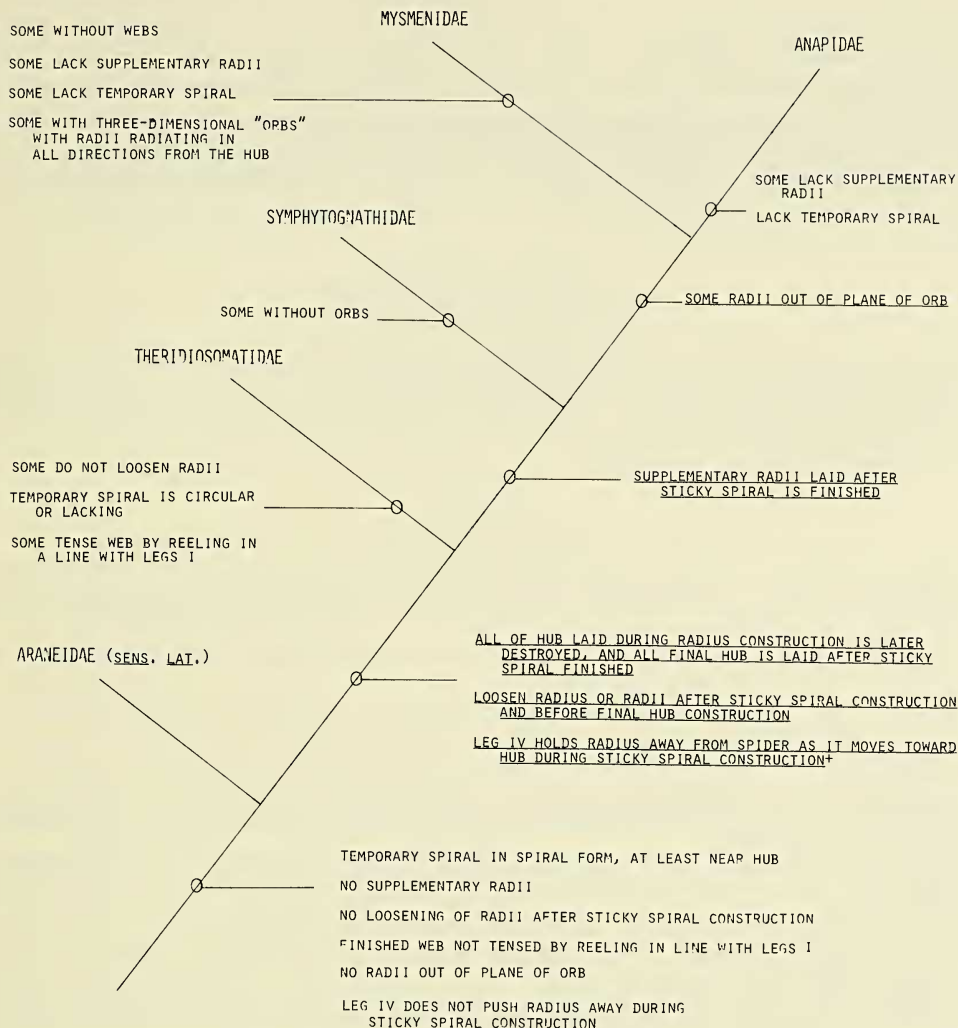 MYSMENIDAE
ANAPIDAE
SOME WITHOUT WEBS
SOME LACK SUPPLEMENTARY RADII
SOME LACK TEMPORARY SPIRAL
SOME WITH THREE-DIMENSIONAL "ORBS"
WITH RADII RADIATING IN
ALL DIRECTIONS FROM THE HUB
SOME LACK SUPPLEMENTARY
RADII
LACK TEMPORARY SPIRAL
SYMPHYTOGNATHIDAE
SOME RADII OUT OF PLANE OF ORB
SOME WITHOUT ORBS
THERIDIOSOMATIDAE
SOME DO NOT LOOSEN RADII
TEMPORARY SPIRAL IS CIRCULAR
OR LACKING
SOME TENSE WEB BY REELING IN
A LINE WITH LEGS I
SUPPLEMENTARY RADII LAID AFTER
STICKY SPIRAL IS FINISHED
ARANEIDAE (SENS. LAT.)
ALL OF HUB LAID DURING RADIUS CONSTRUCTION IS LATER
DESTROYED, AND ALL FINAL HUB IS LAID AFTER STICKY
SPIRAL FINISHED
LOOSEN RADIUS OR RADII AFTER STICKY SPIRAL CONSTRUCTION
AND BEFORE FINAL HUB CONSTRUCTION
LEG IV HOLDS RADIUS AWAY FROM SPIDER AS IT MOVES TOWARD
HUB DURING STICKY SPIRAL CONSTRUCTION+
TEMPORARY SPIRAL IN SPIRAL FORM, AT LEAST NEAR HUB
NO SUPPLEMENTARY RADII
NO LOOSENING OF RADII AFTER STICKY SPIRAL CONSTRUCTION
FINISHED WEB NOT TENSED BY REELING IN LINE WITH LEGS I
NO RADII OUT OF PLANE OF ORB
LEG IV DOES NOT PUSH RADIUS AWAY DURING
STICKY SPIRAL CONSTRUCTION